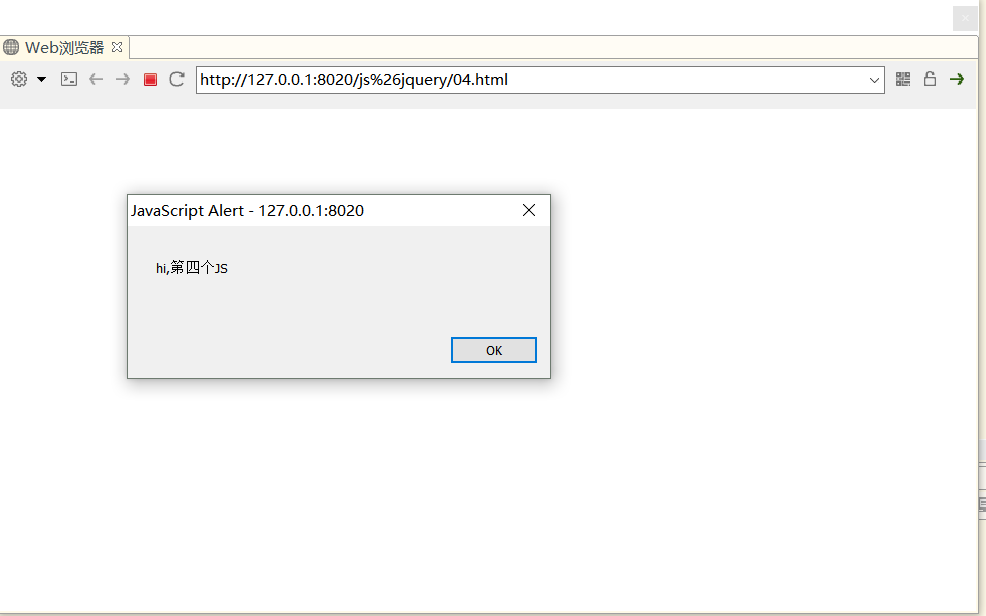 Web浏览器
http://127.0.0.1:8020/js%26jquery/04.html
JavaScript Alert - 127.0.0.1:8020
hi,第四个JS
OK